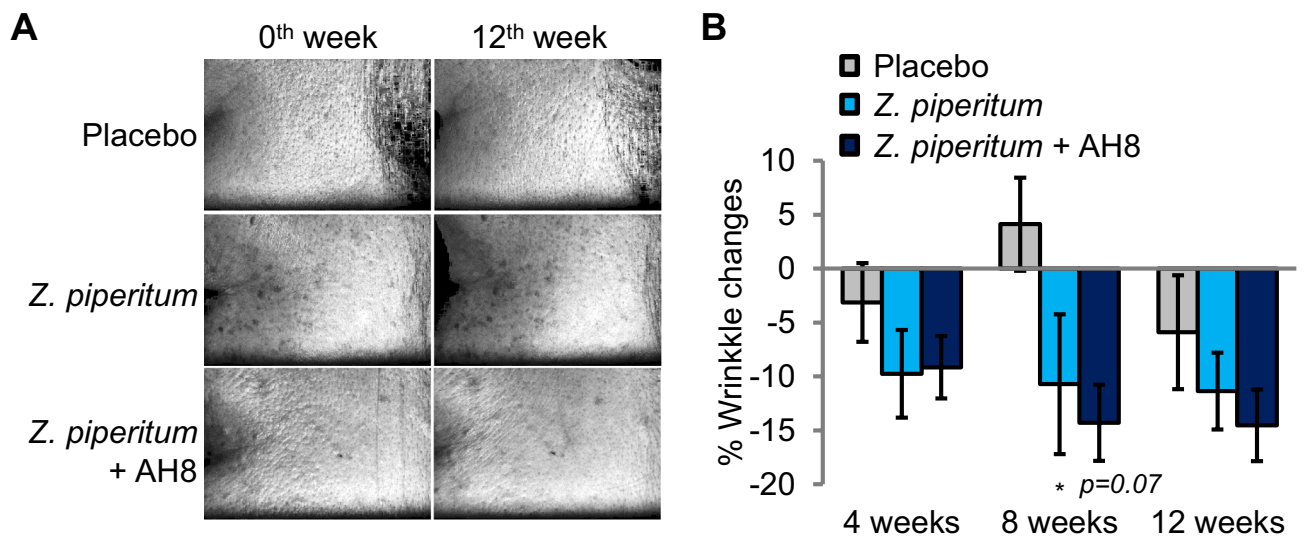 A
0th week 12th week
Placebo
Z. piperitum
Z. piperitum
+ AH8
B
Placebo
Z. piperitum
Z. piperitum + AH8
% Wrinkkle changes
10
5
0
-5
-10
-15
-20
* p=0.07
4 weeks 8 weeks 12 weeks